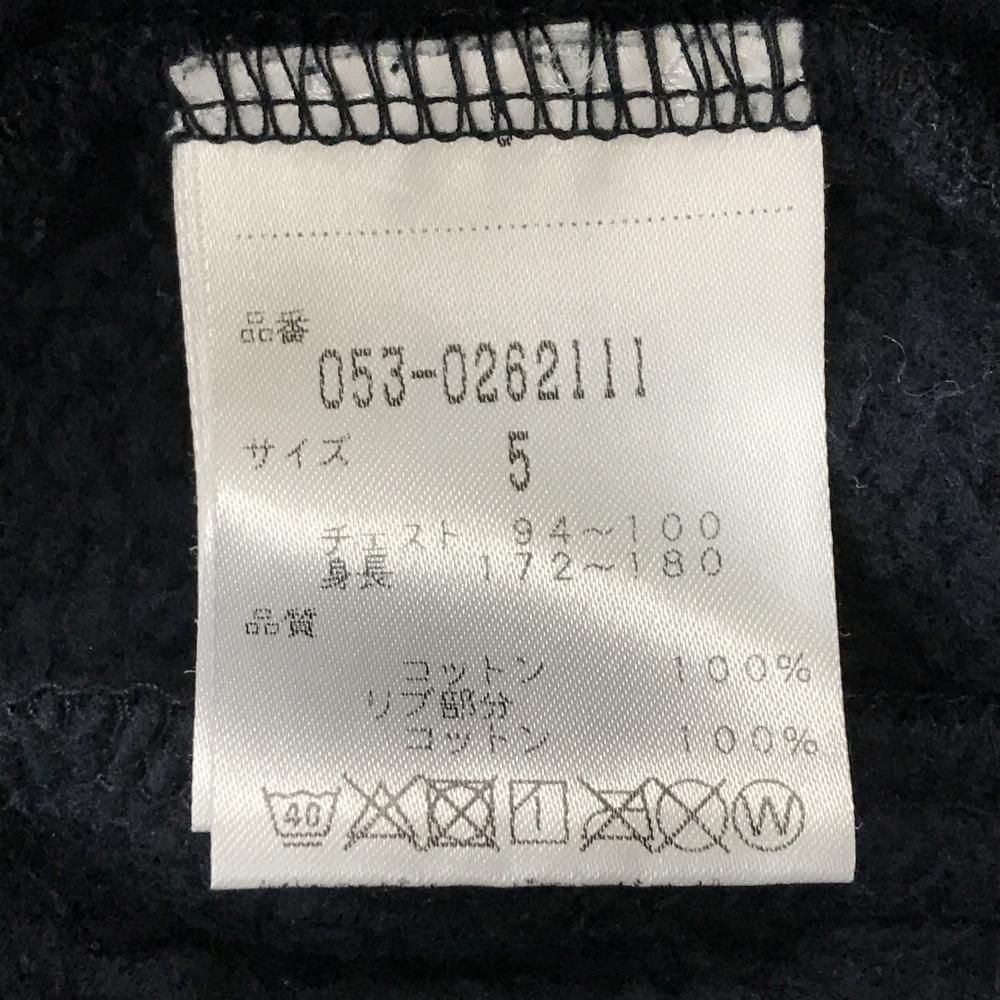 品番
053-0262111
サイズ 5
チェスト 94～100
身長 172～180
品質
コットン 100%
リブ部分
コットン 100%
40 W